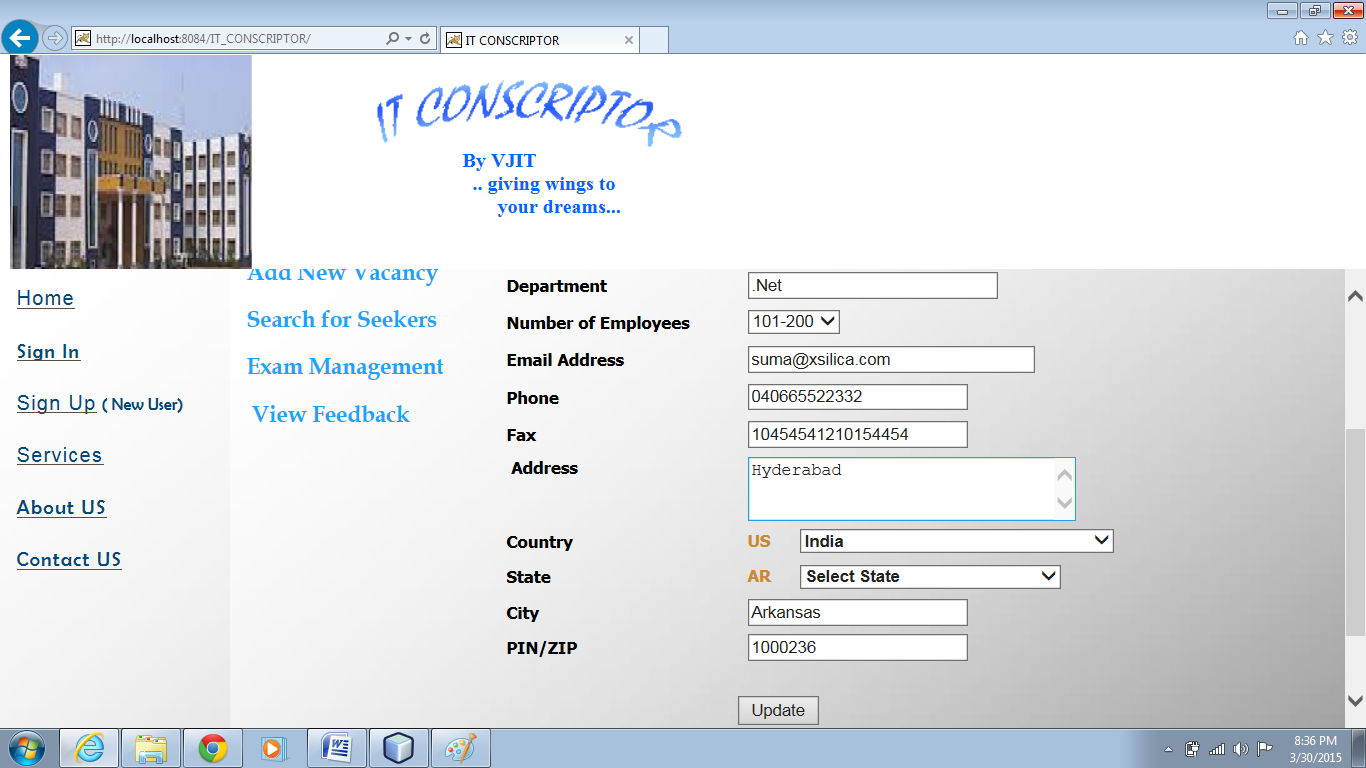 http://localhost:8084/IT_CONSCRIPTOR/
IT CONSCRIPTOR
IT CONSCRIPTOR
By VJIT
.. giving wings to
your dreams...
Home
Sign In
Sign Up ( New User)
Services
About US
Contact US
Add New Vacancy
Search for Seekers
Exam Management
View Feedback
Department .Net
Number of Employees 101-200
Email Address suma@xsilica.com
Phone 040665522332
Fax 10454541210154454
Address Hyderabad
Country US India
State AR Select State
City Arkansas
PIN/ZIP 1000236
Update
8:36 PM
3/30/2015